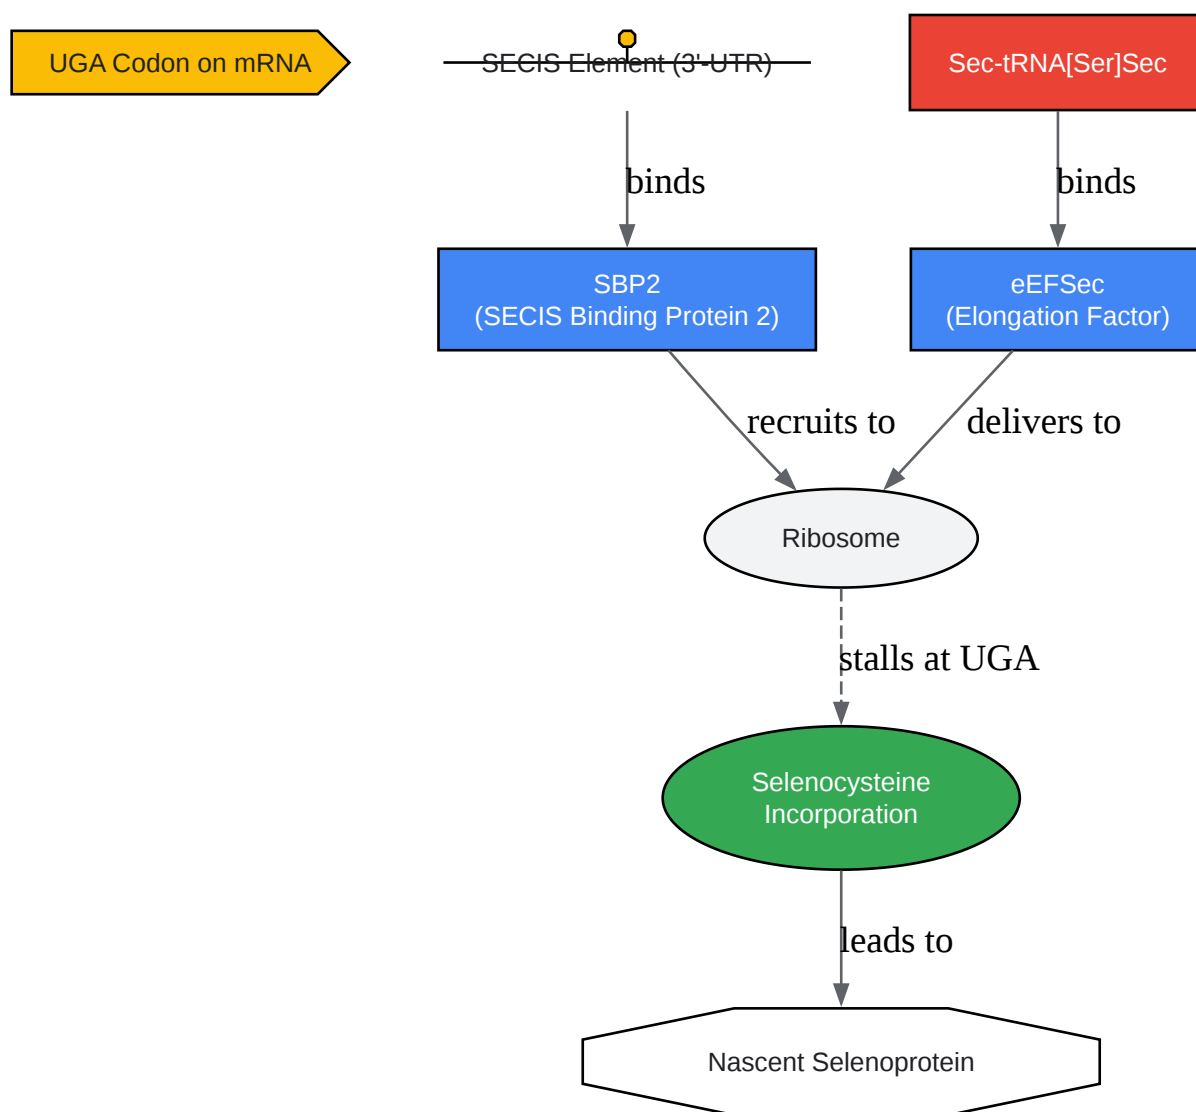 UGA Codon on mRNA
SECIS Element (3'-UTR)
Sec-tRNA[Ser]Sec
binds
binds
SBP2
(SECIS Binding Protein 2)
eEFSec
(Elongation Factor)
recruits to
delivers to
Ribosome
stalls at UGA
Selenocysteine
Incorporation
leads to
Nascent Selenoprotein